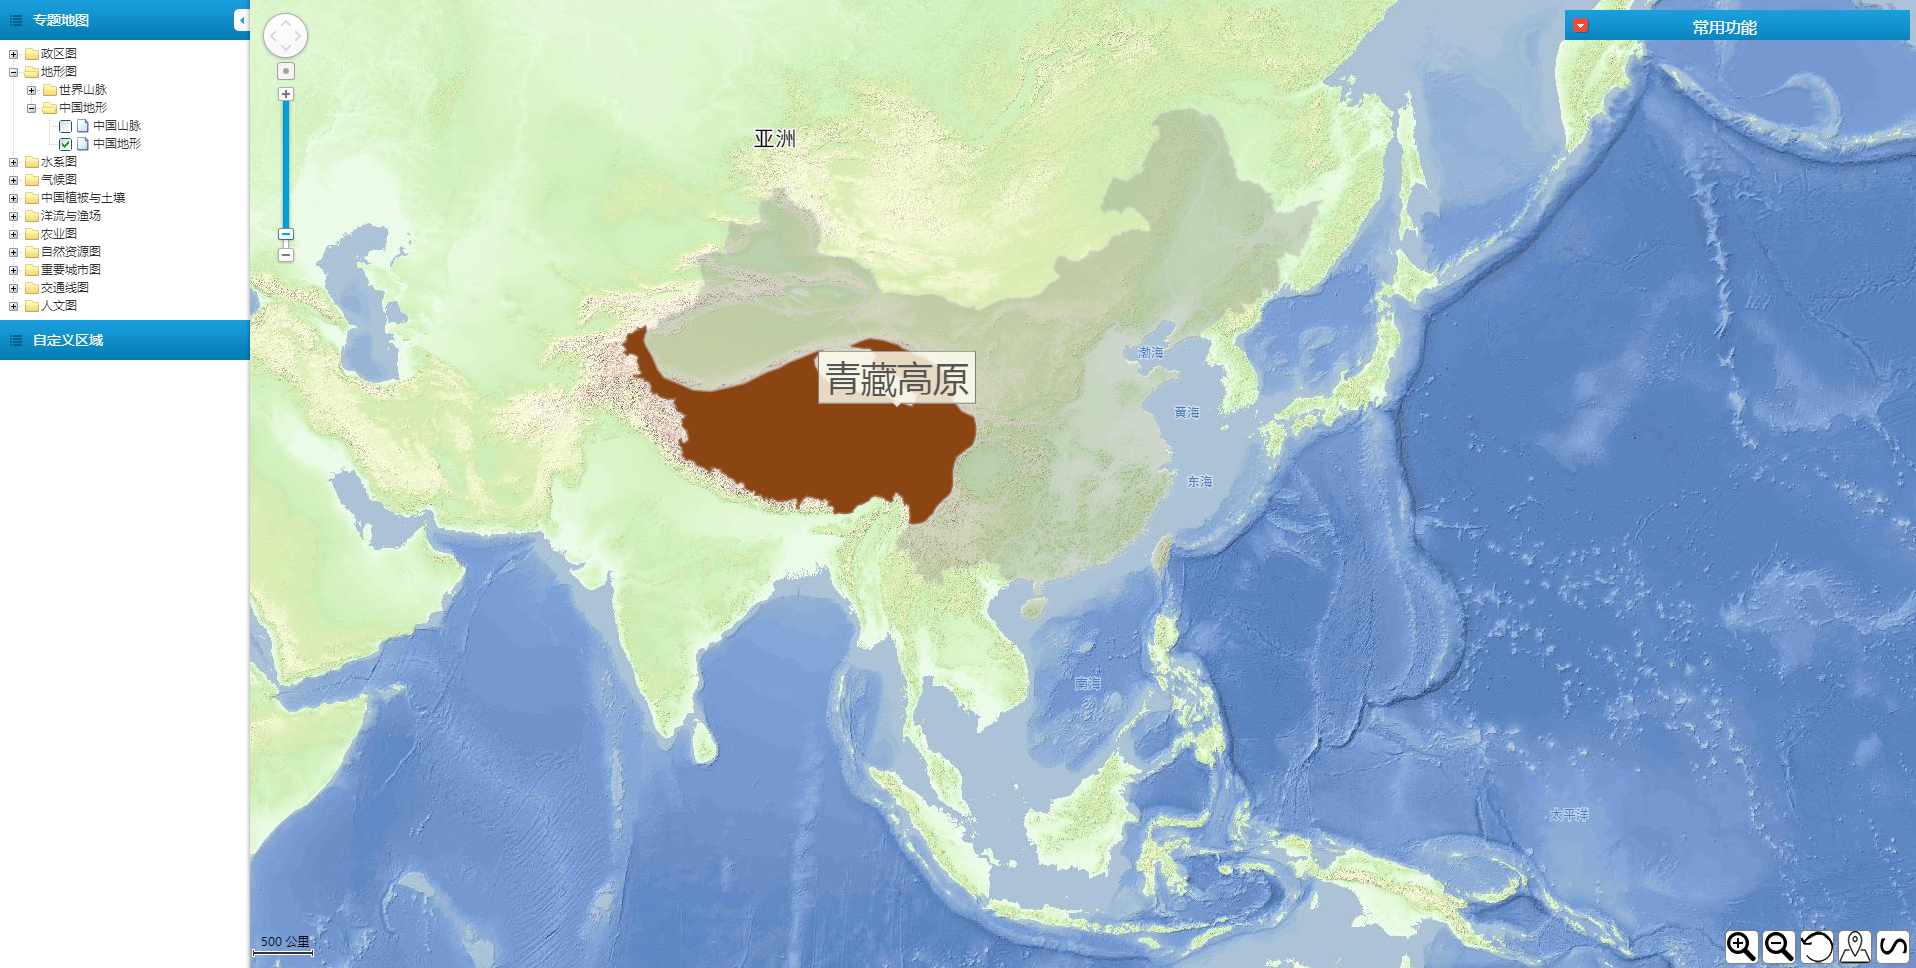 专题地图
政区图
地形图
世界山脉
中国地形
中国山脉
中国地形
水系图
气候图
中国植被与土壤
洋流与渔场
农业图
自然资源图
重要城市图
交通线图
人文图
自定义区域
常用功能
亚洲
渤海
青藏高原
黄海
东海
南海
太平洋
500 公里